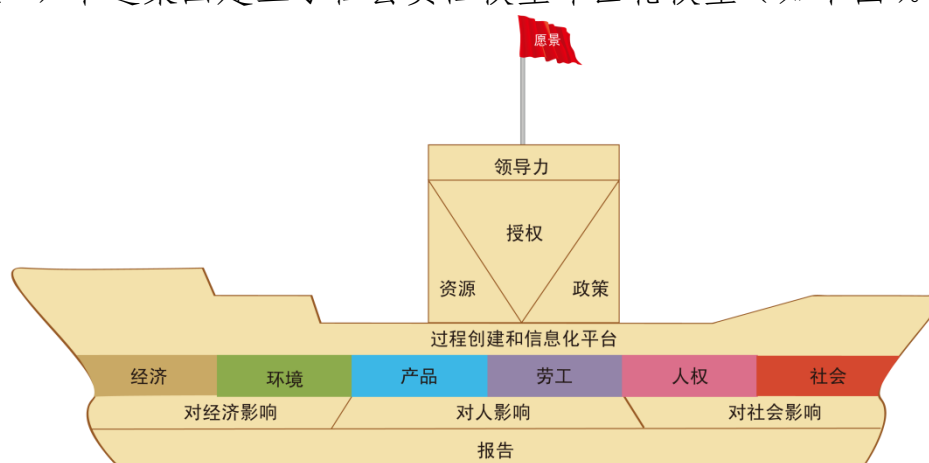 愿景
领导力
授权
资源 政策
过程创建和信息化平台
经济 环境 产品 劳工 人权 社会
对经济影响 对人影响 对社会影响
报告